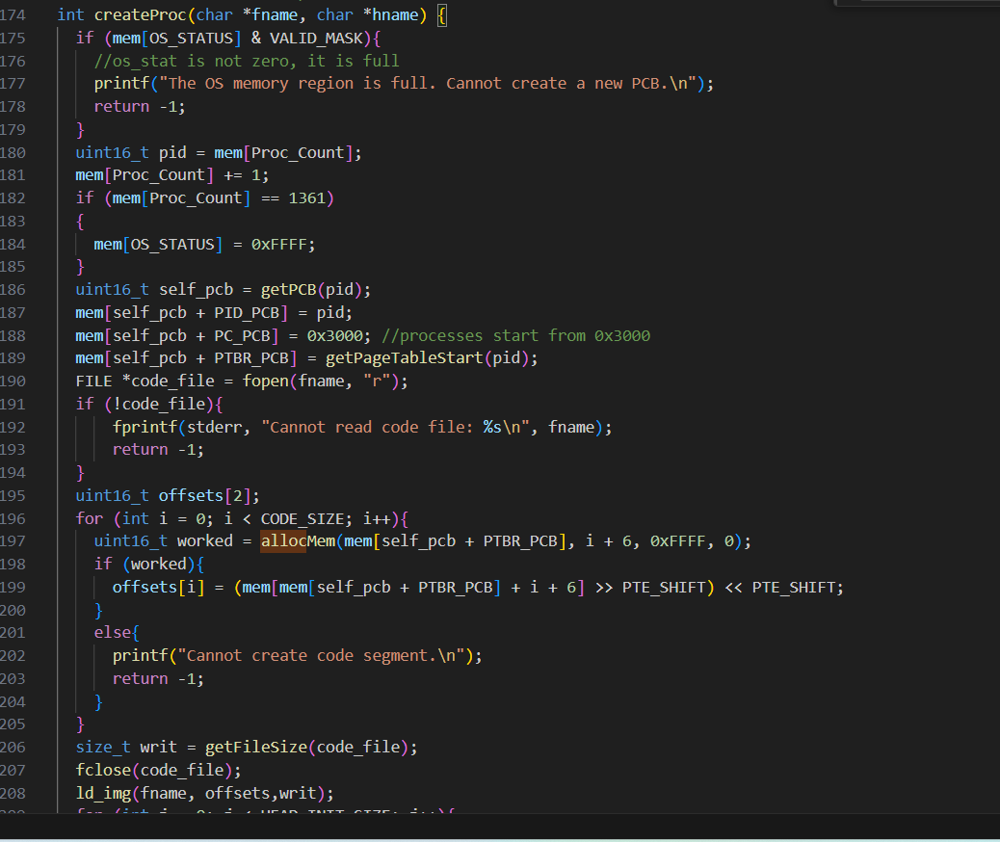 174 int createProc(char *fname, char *hname) {
175 if (mem[OS_STATUS] & VALID_MASK){
176 //os_stat is not zero, it is full
177 printf("The OS memory region is full. Cannot create a new PCB.\n");
178 return -1;
179 }
180 uint16_t pid = mem[Proc_Count];
181 mem[Proc_Count] += 1;
182 if (mem[Proc_Count] == 1361)
183 {
184 mem[OS_STATUS] = 0xFFFF;
185 }
186 uint16_t self_pcb = getPCB(pid);
187 mem[self_pcb + PID_PCB] = pid;
188 mem[self_pcb + PC_PCB] = 0x3000; //processes start from 0x3000
189 mem[self_pcb + PTBR_PCB] = getPageTableStart(pid);
190 FILE *code_file = fopen(fname, "r");
191 if (!code_file){
192 fprintf(stderr, "Cannot read code file: %s\n", fname);
193 return -1;
194 }
195 uint16_t offsets[2];
196 for (int i = 0; i < CODE_SIZE; i++){
197 uint16_t worked = allocMem(mem[self_pcb + PTBR_PCB], i + 6, 0xFFFF, 0);
198 if (worked){
199 offsets[i] = (mem[mem[self_pcb + PTBR_PCB] + i + 6] >> PTE_SHIFT) << PTE_SHIFT;
200 }
201 else{
202 printf("Cannot create code segment.\n");
203 return -1;
204 }
205 }
206 size_t writ = getFileSize(code_file);
207 fclose(code_file);
208 ld_img(fname, offsets,writ);
209 for (int i = 0; i < HEAP_INIT_SIZE; i++){